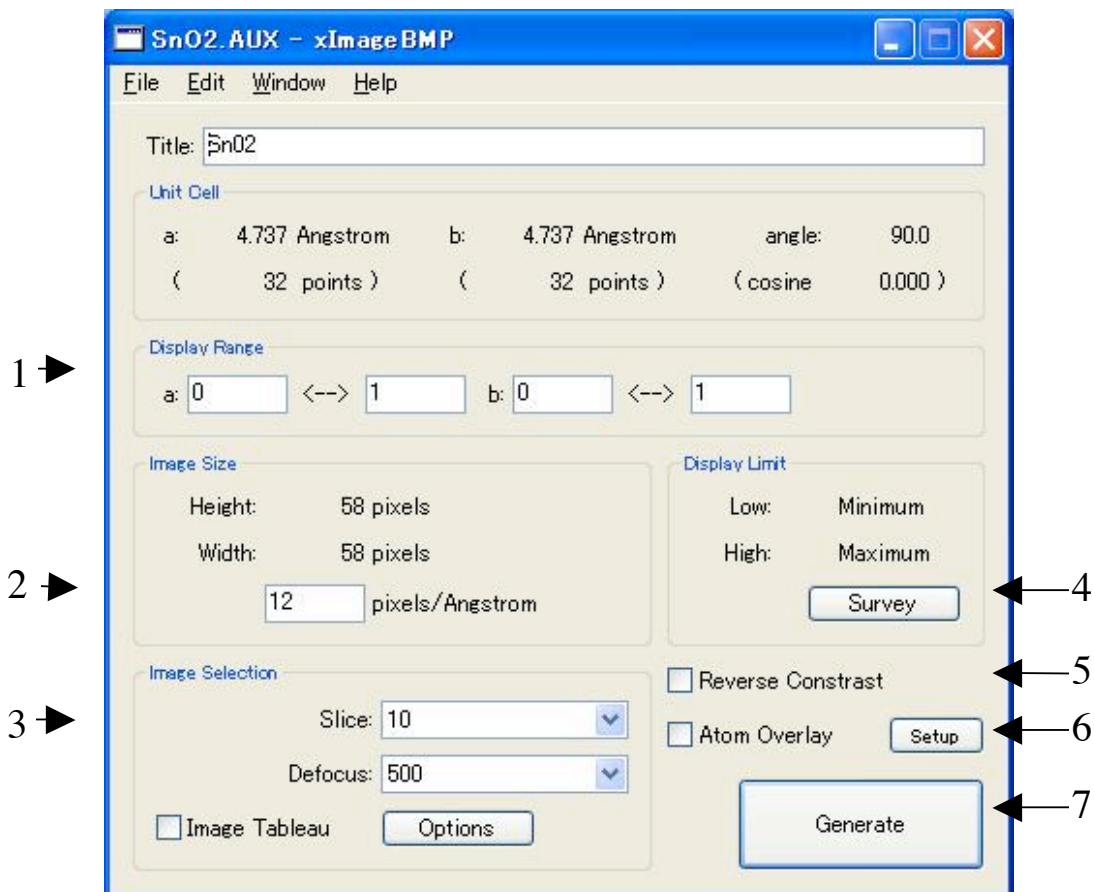 SnO2.AUX - xImageBMP
File Edit Window Help
Title: SnO2
Unit Cell
a: 4.737 Angstrom b: 4.737 Angstrom angle: 90.0
( 32 points ) ( 32 points ) ( cosine 0.000 )
1
Display Range
a: 0 <--> 1 b: 0 <--> 1
Image Size
Height: 58 pixels
Width: 58 pixels
2
12 pixels/Angstrom
Display Limit
Low: Minimum
High: Maximum
Survey
4
Image Selection
3
Slice: 10
Defocus: 500
Image Tableau Options
Reverse Constrast
5
Atom Overlay Setup
6
Generate
7